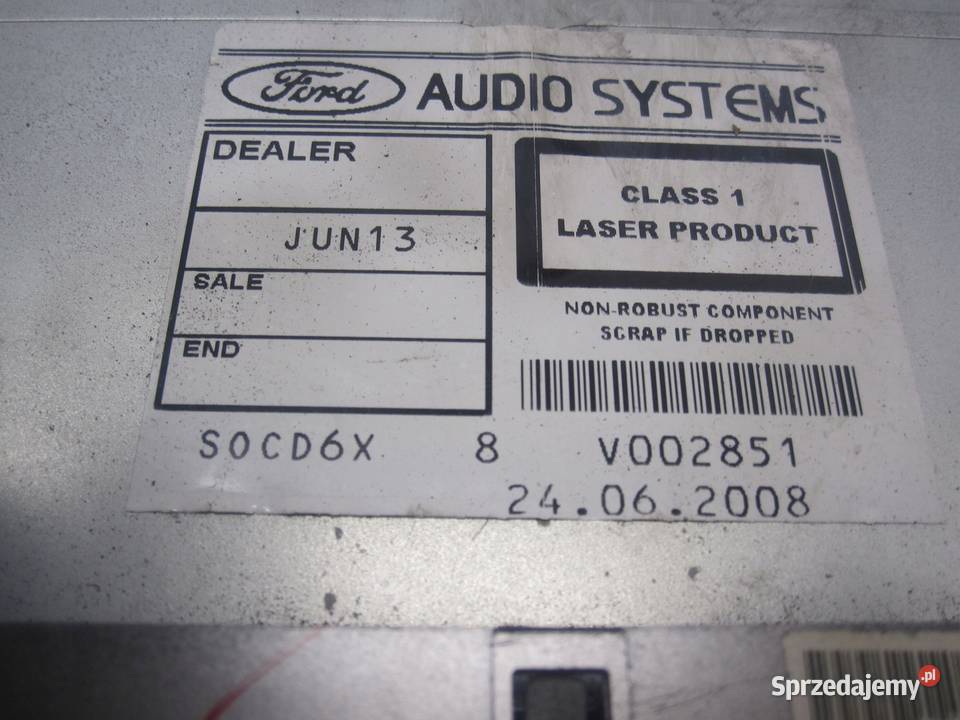 Ford AUDIO SYSTEMS
DEALER
JUN13
SALE
END
CLASS 1
LASER PRODUCT
NON-ROBUST COMPONENT
SCRAP IF DROPPED
S0CD6X 8 V002851
24.06.2008
Sprzedajemy.pl